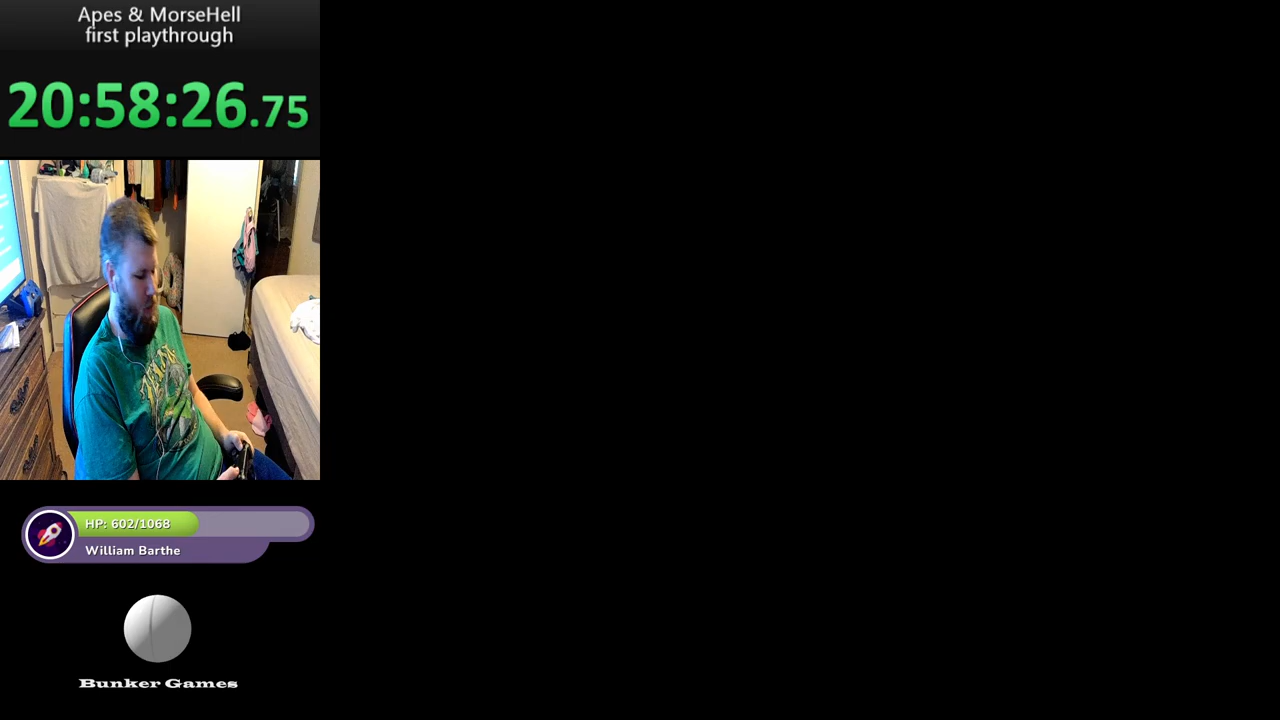 Apes & MorseHell
first playthrough
20:58:26.75
HP: 602/1068
William Barthe
Bunker Games